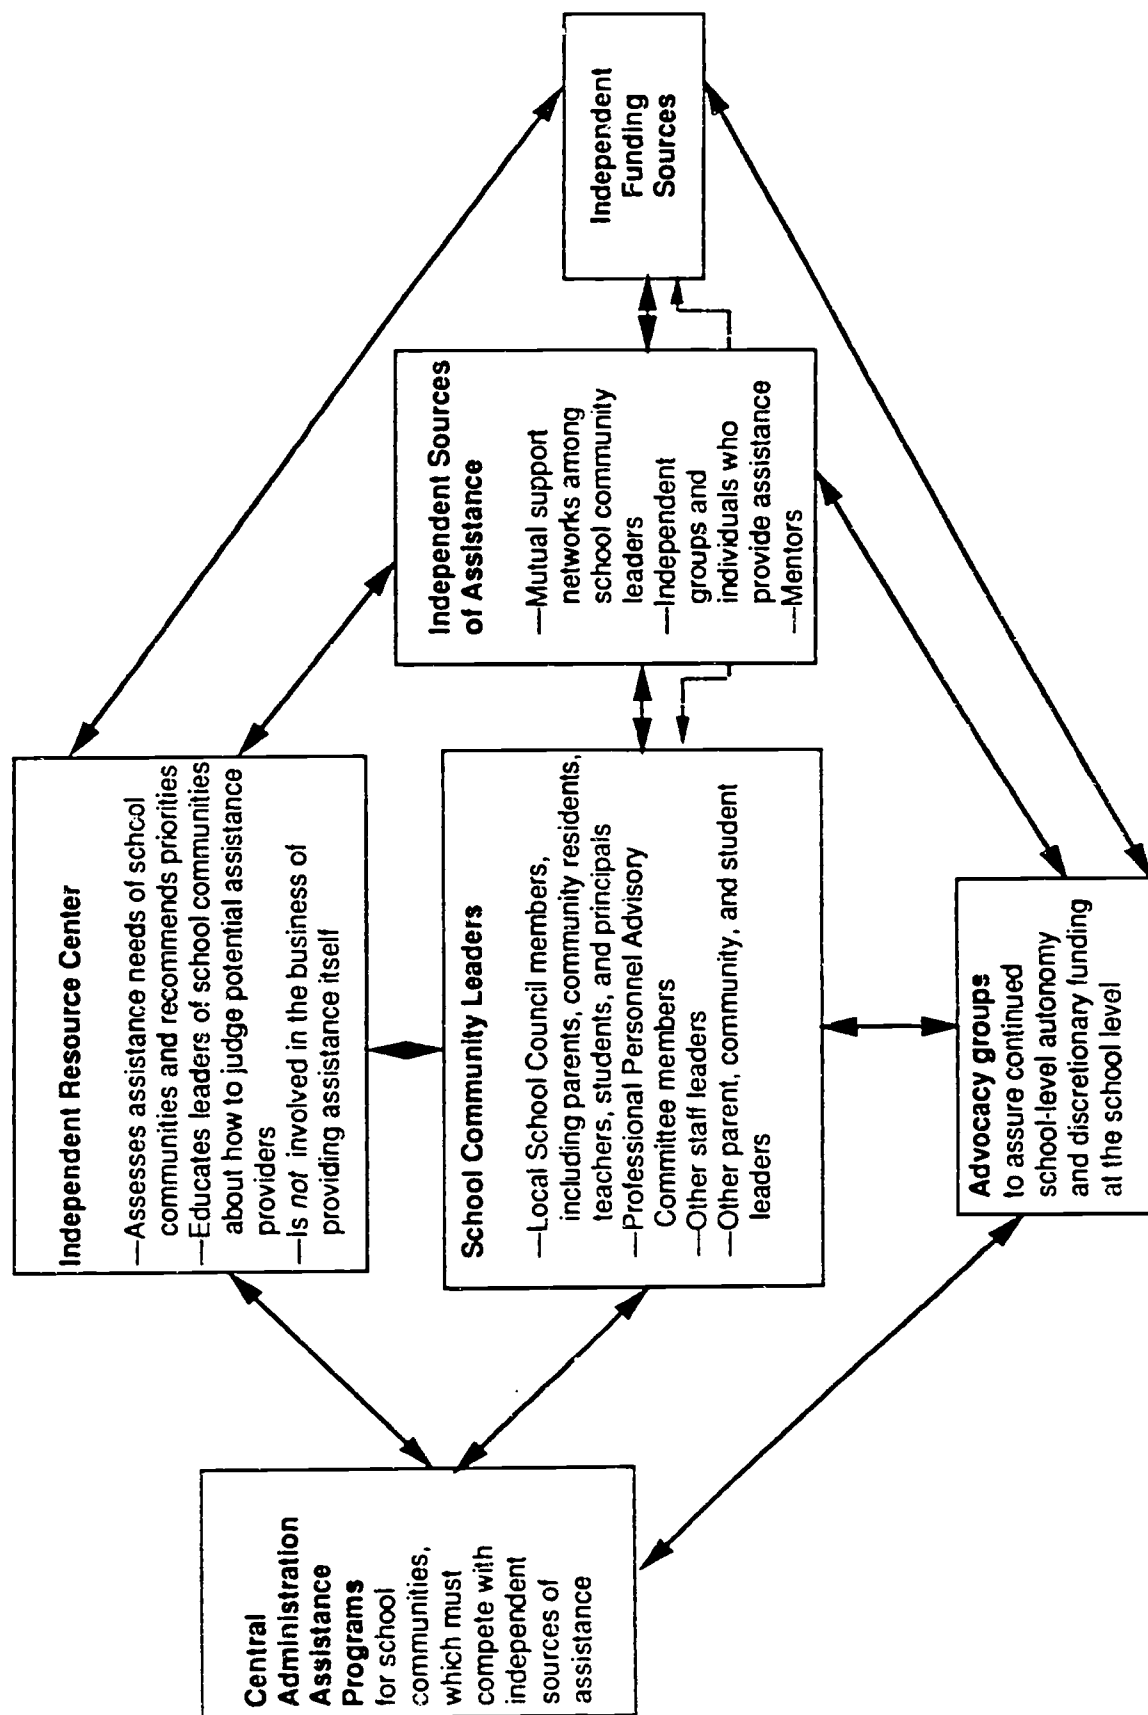 Central
Administration
Assistance
Programs
for school
communities,
which must
compete with
independent
sources of
assistance
Independent Resource Center
—Assesses assistance needs of school
communities and recommends priorities
—Educates leaders of school communities
about how to judge potential assistance
providers
—Is not involved in the business of
providing assistance itself
School Community Leaders
—Local School Council members,
including parents, community residents,
teachers, students, and principals
—Professional Personnel Advisory
Committee members
—Other staff leaders
—Other parent, community, and student
leaders
Advocacy groups
to assure continued
school-level autonomy
and discretionary funding
at the school level
Independent Sources
of Assistance
—Mutual support
networks among
school community
leaders
—Independent
groups and
individuals who
provide assistance
—Mentors
Independent
Funding
Sources